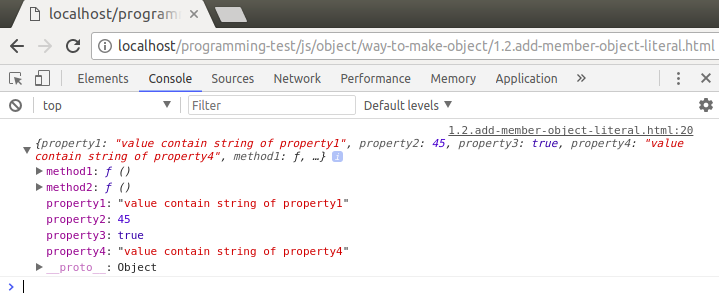 localhost/program
localhost/programming-test/js/object/way-to-make-object/1.2.add-member-object-literal.html
Elements Console Sources Network Performance Memory Application »
top Filter Default levels
1.2.add-member-object-literal.html:20
{property1: "value contain string of property1", property2: 45, property3: true, property4: "value contain string of property4", method1: ƒ, …} i
method1: ƒ ()
method2: ƒ ()
property1: "value contain string of property1"
property2: 45
property3: true
property4: "value contain string of property4"
__proto__: Object